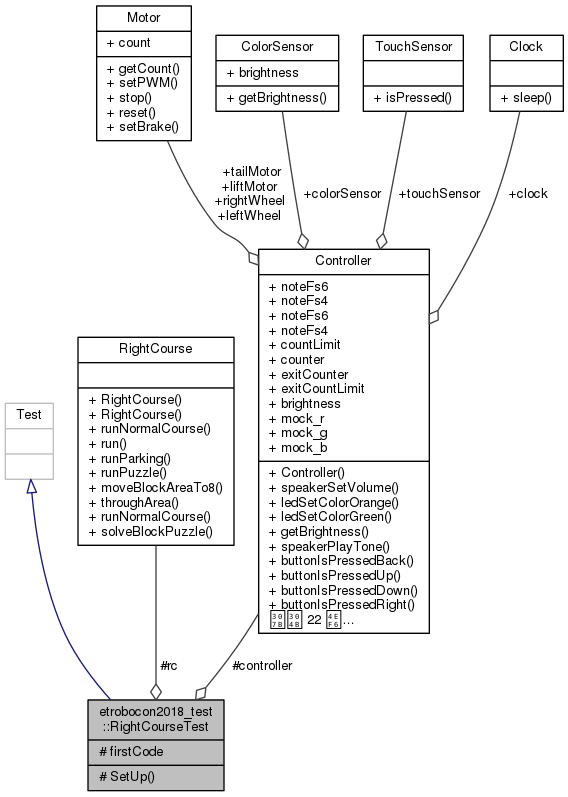 Motor
+ count
+ getCount()
+ setPWM()
+ stop()
+ reset()
+ setBrake()
ColorSensor
+ brightness
+ getBrightness()
TouchSensor
+ isPressed()
Clock
+ sleep()
+tailMotor
+liftMotor
+rightWheel
+leftWheel
+colorSensor
+touchSensor
+clock
Controller
+ noteFs6
+ noteFs4
+ noteFs6
+ noteFs4
+ countLimit
+ counter
+ exitCounter
+ exitCountLimit
+ brightness
+ mock_r
+ mock_g
+ mock_b
+ Controller()
+ speakerSetVolume()
+ ledSetColorOrange()
+ ledSetColorGreen()
+ getBrightness()
+ speakerPlayTone()
+ buttonIsPressedBack()
+ buttonIsPressedUp()
+ buttonIsPressedDown()
+ buttonIsPressedRight()
22 ...
RightCourse
+ RightCourse()
+ RightCourse()
+ runNormalCourse()
+ run()
+ runParking()
+ runPuzzle()
+ moveBlockAreaTo8()
+ throughArea()
+ runNormalCourse()
+ solveBlockPuzzle()
Test
#rc
#controller
etrobocon2018_test
::RightCourseTest
# firstCode
# SetUp()